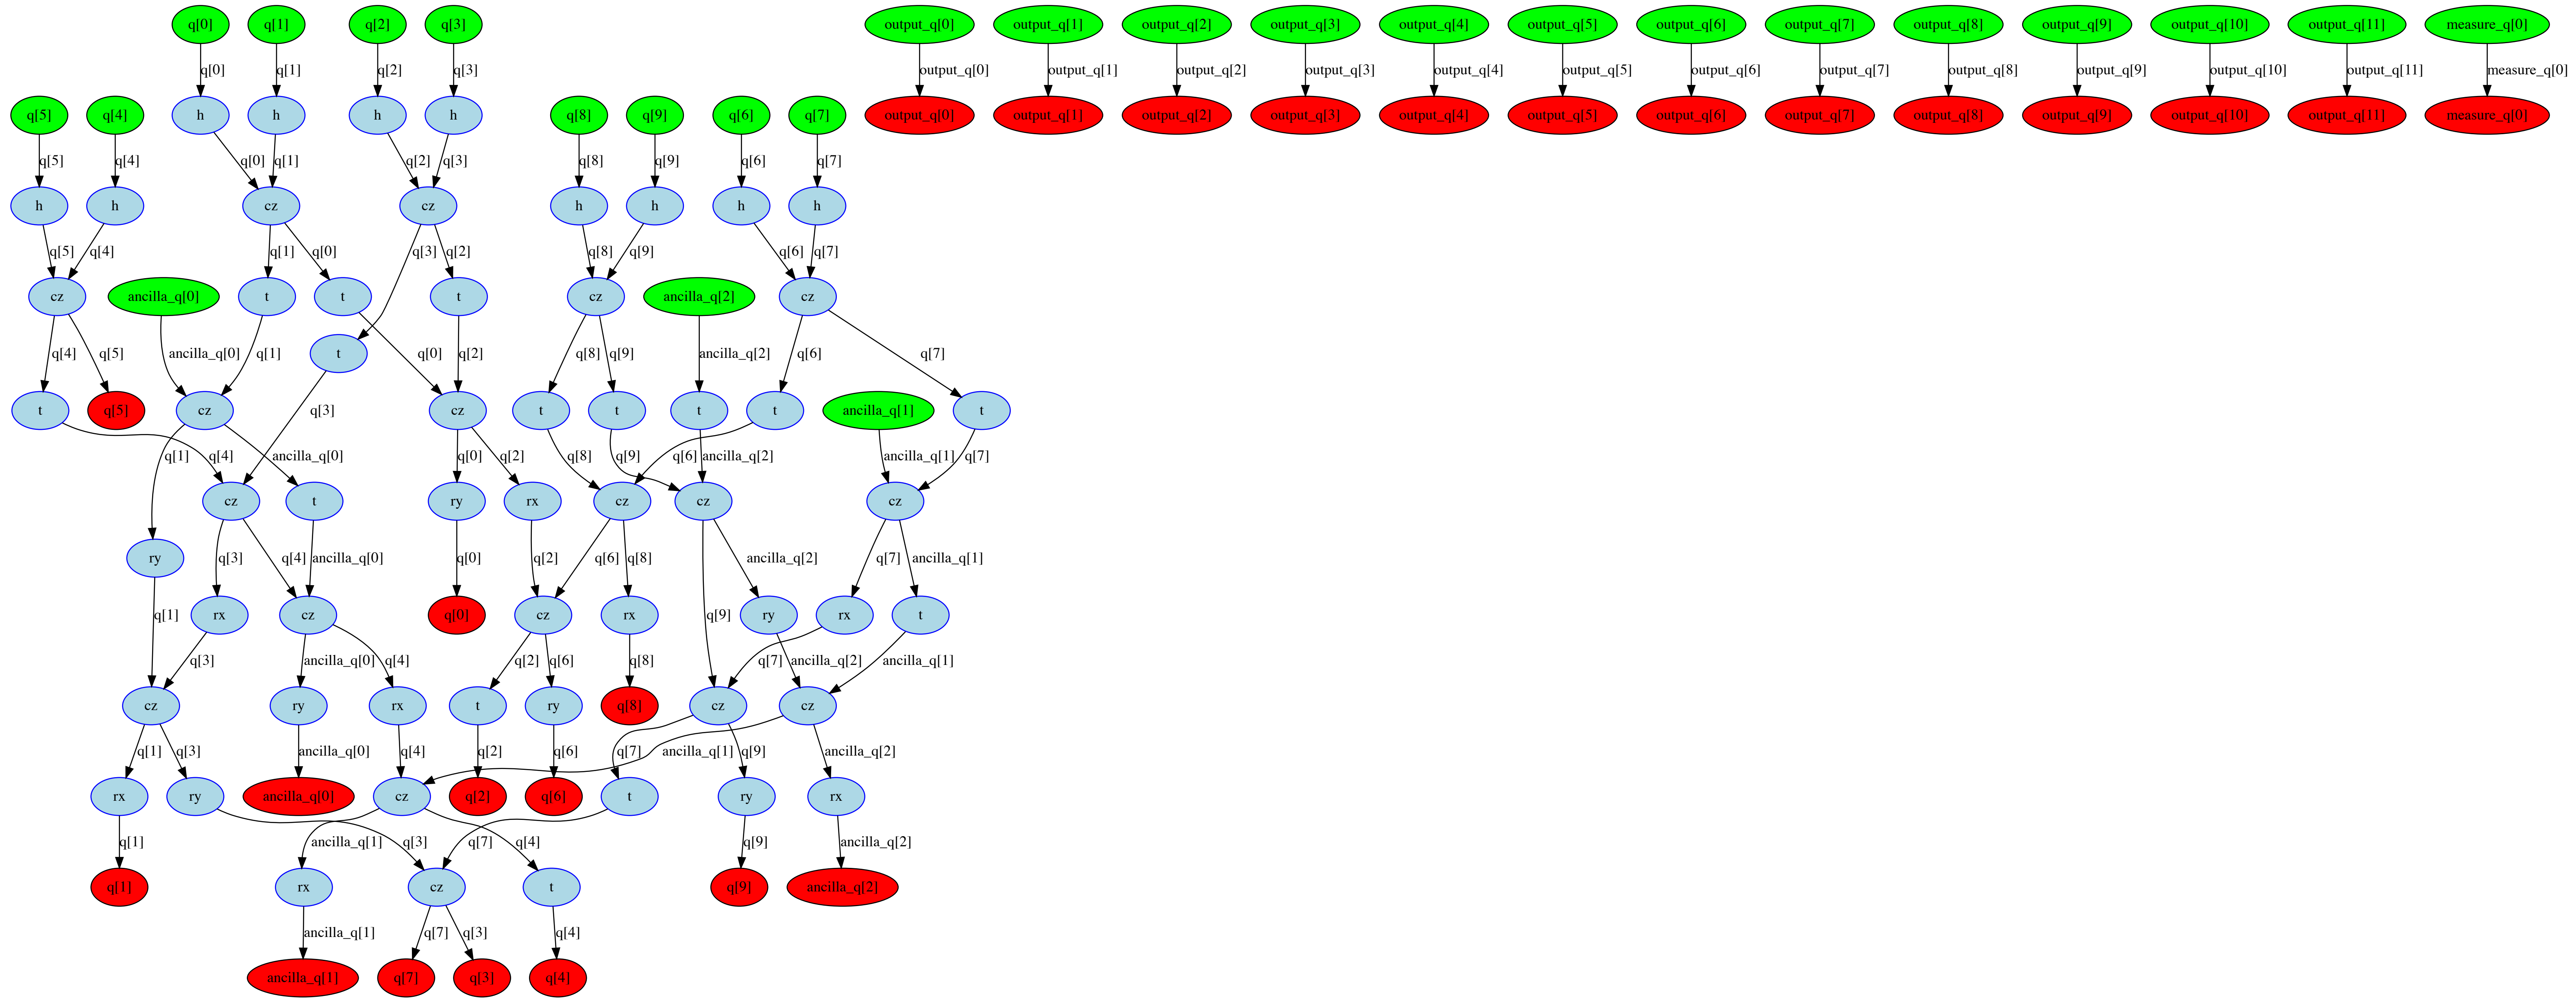 q[0] q[1] q[2] q[3] output_q[0] output_q[1] output_q[2] output_q[3] output_q[4] output_q[5] output_q[6] output_q[7] output_q[8] output_q[9] output_q[10] output_q[11] measure_q[0]
q[0] q[1] q[2] q[3] output_q[0] output_q[1] output_q[2] output_q[3] output_q[4] output_q[5] output_q[6] output_q[7] output_q[8] output_q[9] output_q[10] output_q[11] measure_q[0]
q[5] q[4] h h h h q[8] q[9] q[6] q[7] output_q[0] output_q[1] output_q[2] output_q[3] output_q[4] output_q[5] output_q[6] output_q[7] output_q[8] output_q[9] output_q[10] output_q[11] measure_q[0]
q[5] q[4] q[0] q[1] q[2] q[3] q[8] q[9] q[6] q[7]
h h cz cz h h h h
q[5] q[4] q[1] q[0] q[3] q[2] q[8] q[9] q[6] q[7]
cz ancilla_q[0] t t t cz ancilla_q[2] cz
q[4] q[5] ancilla_q[0] q[1] t q[0] q[2] q[8] q[9] ancilla_q[2] q[6] q[7]
t q[5] cz q[3] cz t t t t ancilla_q[1] t
q[1] q[4] ancilla_q[0] q[0] q[2] q[8] q[9] q[6] ancilla_q[2] ancilla_q[1] q[7]
cz t ry rx cz cz cz
ry q[3] q[4] ancilla_q[0] q[0] q[2] q[6] q[8] ancilla_q[2] q[7] ancilla_q[1]
q[1] rx cz q[0] cz rx q[9] ry rx t
q[3] ancilla_q[0] q[4] q[2] q[6] q[8] q[7] ancilla_q[2] ancilla_q[1]
cz ry rx t ry q[8] cz cz
q[1] q[3] ancilla_q[0] q[4] q[2] q[6] q[7] ancilla_q[1] q[9] ancilla_q[2]
rx ry ancilla_q[0] cz q[2] q[6] t ry rx
q[1] ancilla_q[1] q[3] q[7] q[4] q[9] ancilla_q[2]
q[1] rx cz t q[9] ancilla_q[2]
ancilla_q[1] q[7] q[3] q[4]
ancilla_q[1] q[7] q[3] q[4]